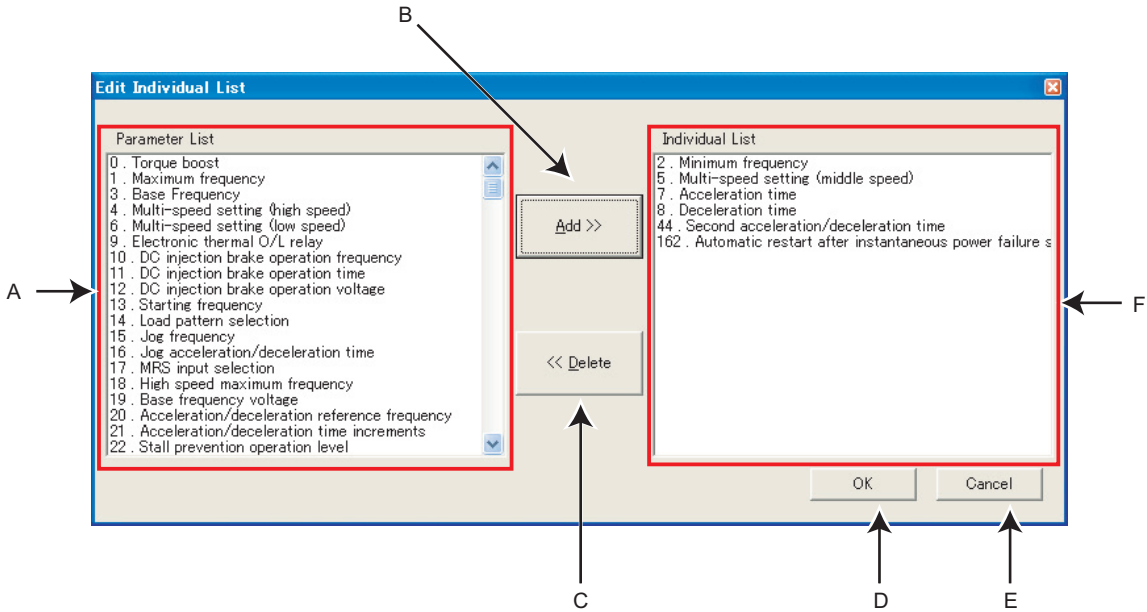 B
Edit Individual List
Parameter List
0 . Torque boost
1 . Maximum frequency
3 . Base Frequency
4 . Multi-speed setting (high speed)
6 . Multi-speed setting (low speed)
9 . Electronic thermal O/L relay
10 . DC injection brake operation frequency
11 . DC injection brake operation time
12 . DC injection brake operation voltage
13 . Starting frequency
14 . Load pattern selection
15 . Jog frequency
16 . Jog acceleration/deceleration time
17 . MRS input selection
18 . High speed maximum frequency
19 . Base frequency voltage
20 . Acceleration/deceleration reference frequency
21 . Acceleration/deceleration time increments
22 . Stall prevention operation level
A
Add >>
<< Delete
Individual List
2 . Minimum frequency
5 . Multi-speed setting (middle speed)
7 . Acceleration time
8 . Deceleration time
44 . Second acceleration/deceleration time
162 . Automatic restart after instantaneous power failure s
F
OK
Cancel
C
D
E